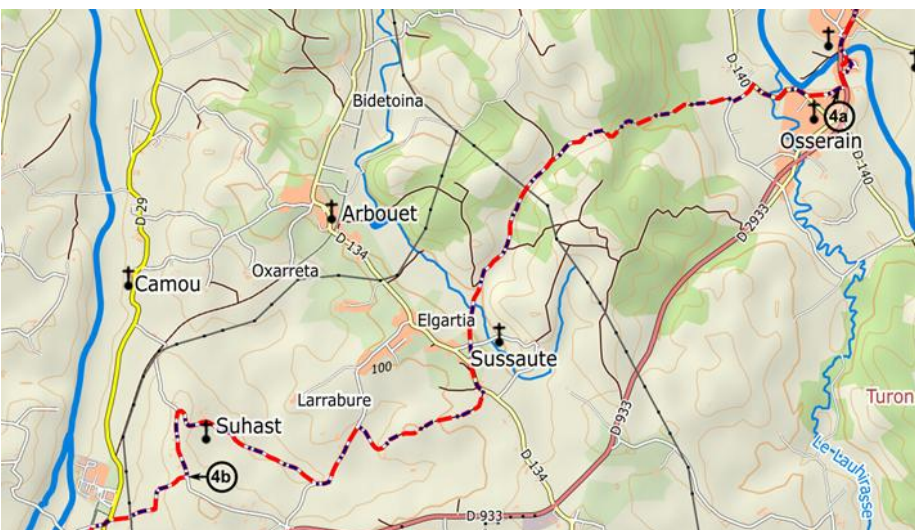 D-140
Bidetoina
4a
Osserain
D-140
Arbouet
D-29
D-134
D 2933
Oxarreta
Camou
Elgartia
Sussaute
100
Larrabure
Turon
D-933
Suhast
4b
D-134
Le-Lauhirasse
D-933